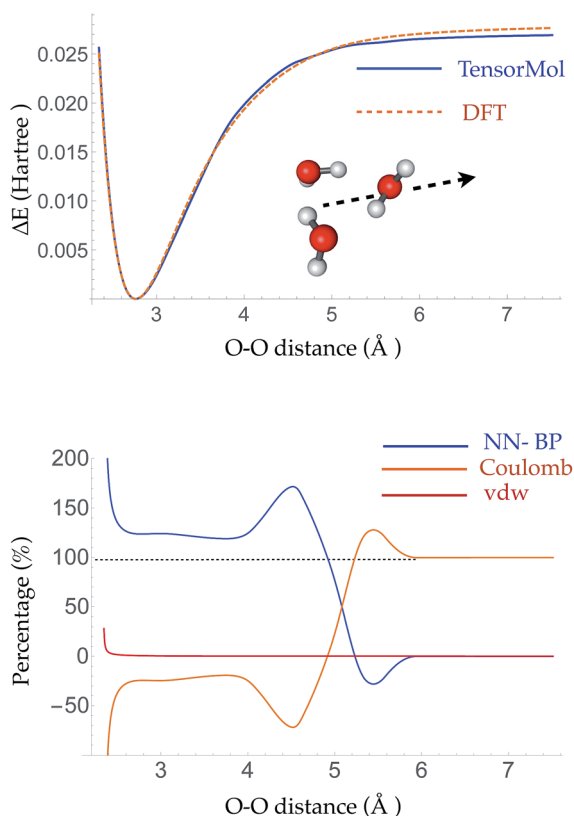 0.025
0.020
0.015
0.010
0.005
ΔE (Hartree)
TensorMol
DFT
3 4 5 6 7
O-O distance (Å )
NN- BP
Coulomb
vdw
200
150
100
50
0
−50
Percentage (%)
3 4 5 6 7
O-O distance (Å )